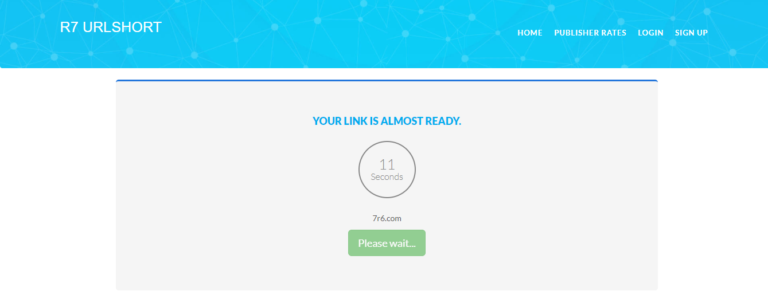 R7 URLSHORT
HOME PUBLISHER RATES LOGIN SIGN UP
YOUR LINK IS ALMOST READY.
11
Seconds
7r6.com
Please wait...